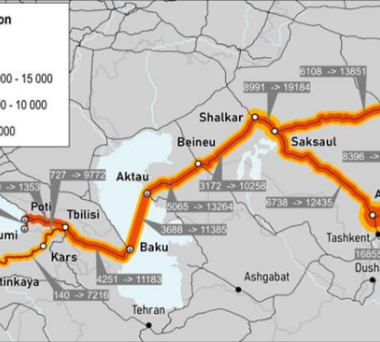 on
000 - 15 000
- 10 000
000
6108 -> 13851
8991 -> 19184
Shalkar
Saksaul
Beineu
8396 ->
Aktau
3172 -> 10258
727 -> 9772
-> 1353
Poti
5065 -> 13264
6738 -> 12435
A
Tbilisi
umi
3688 -> 11385
Tashkent
Baku
16855
Kars
4251 -> 11183
Ashgabat
Dush
tinkaya
140 -> 7216
Tehran